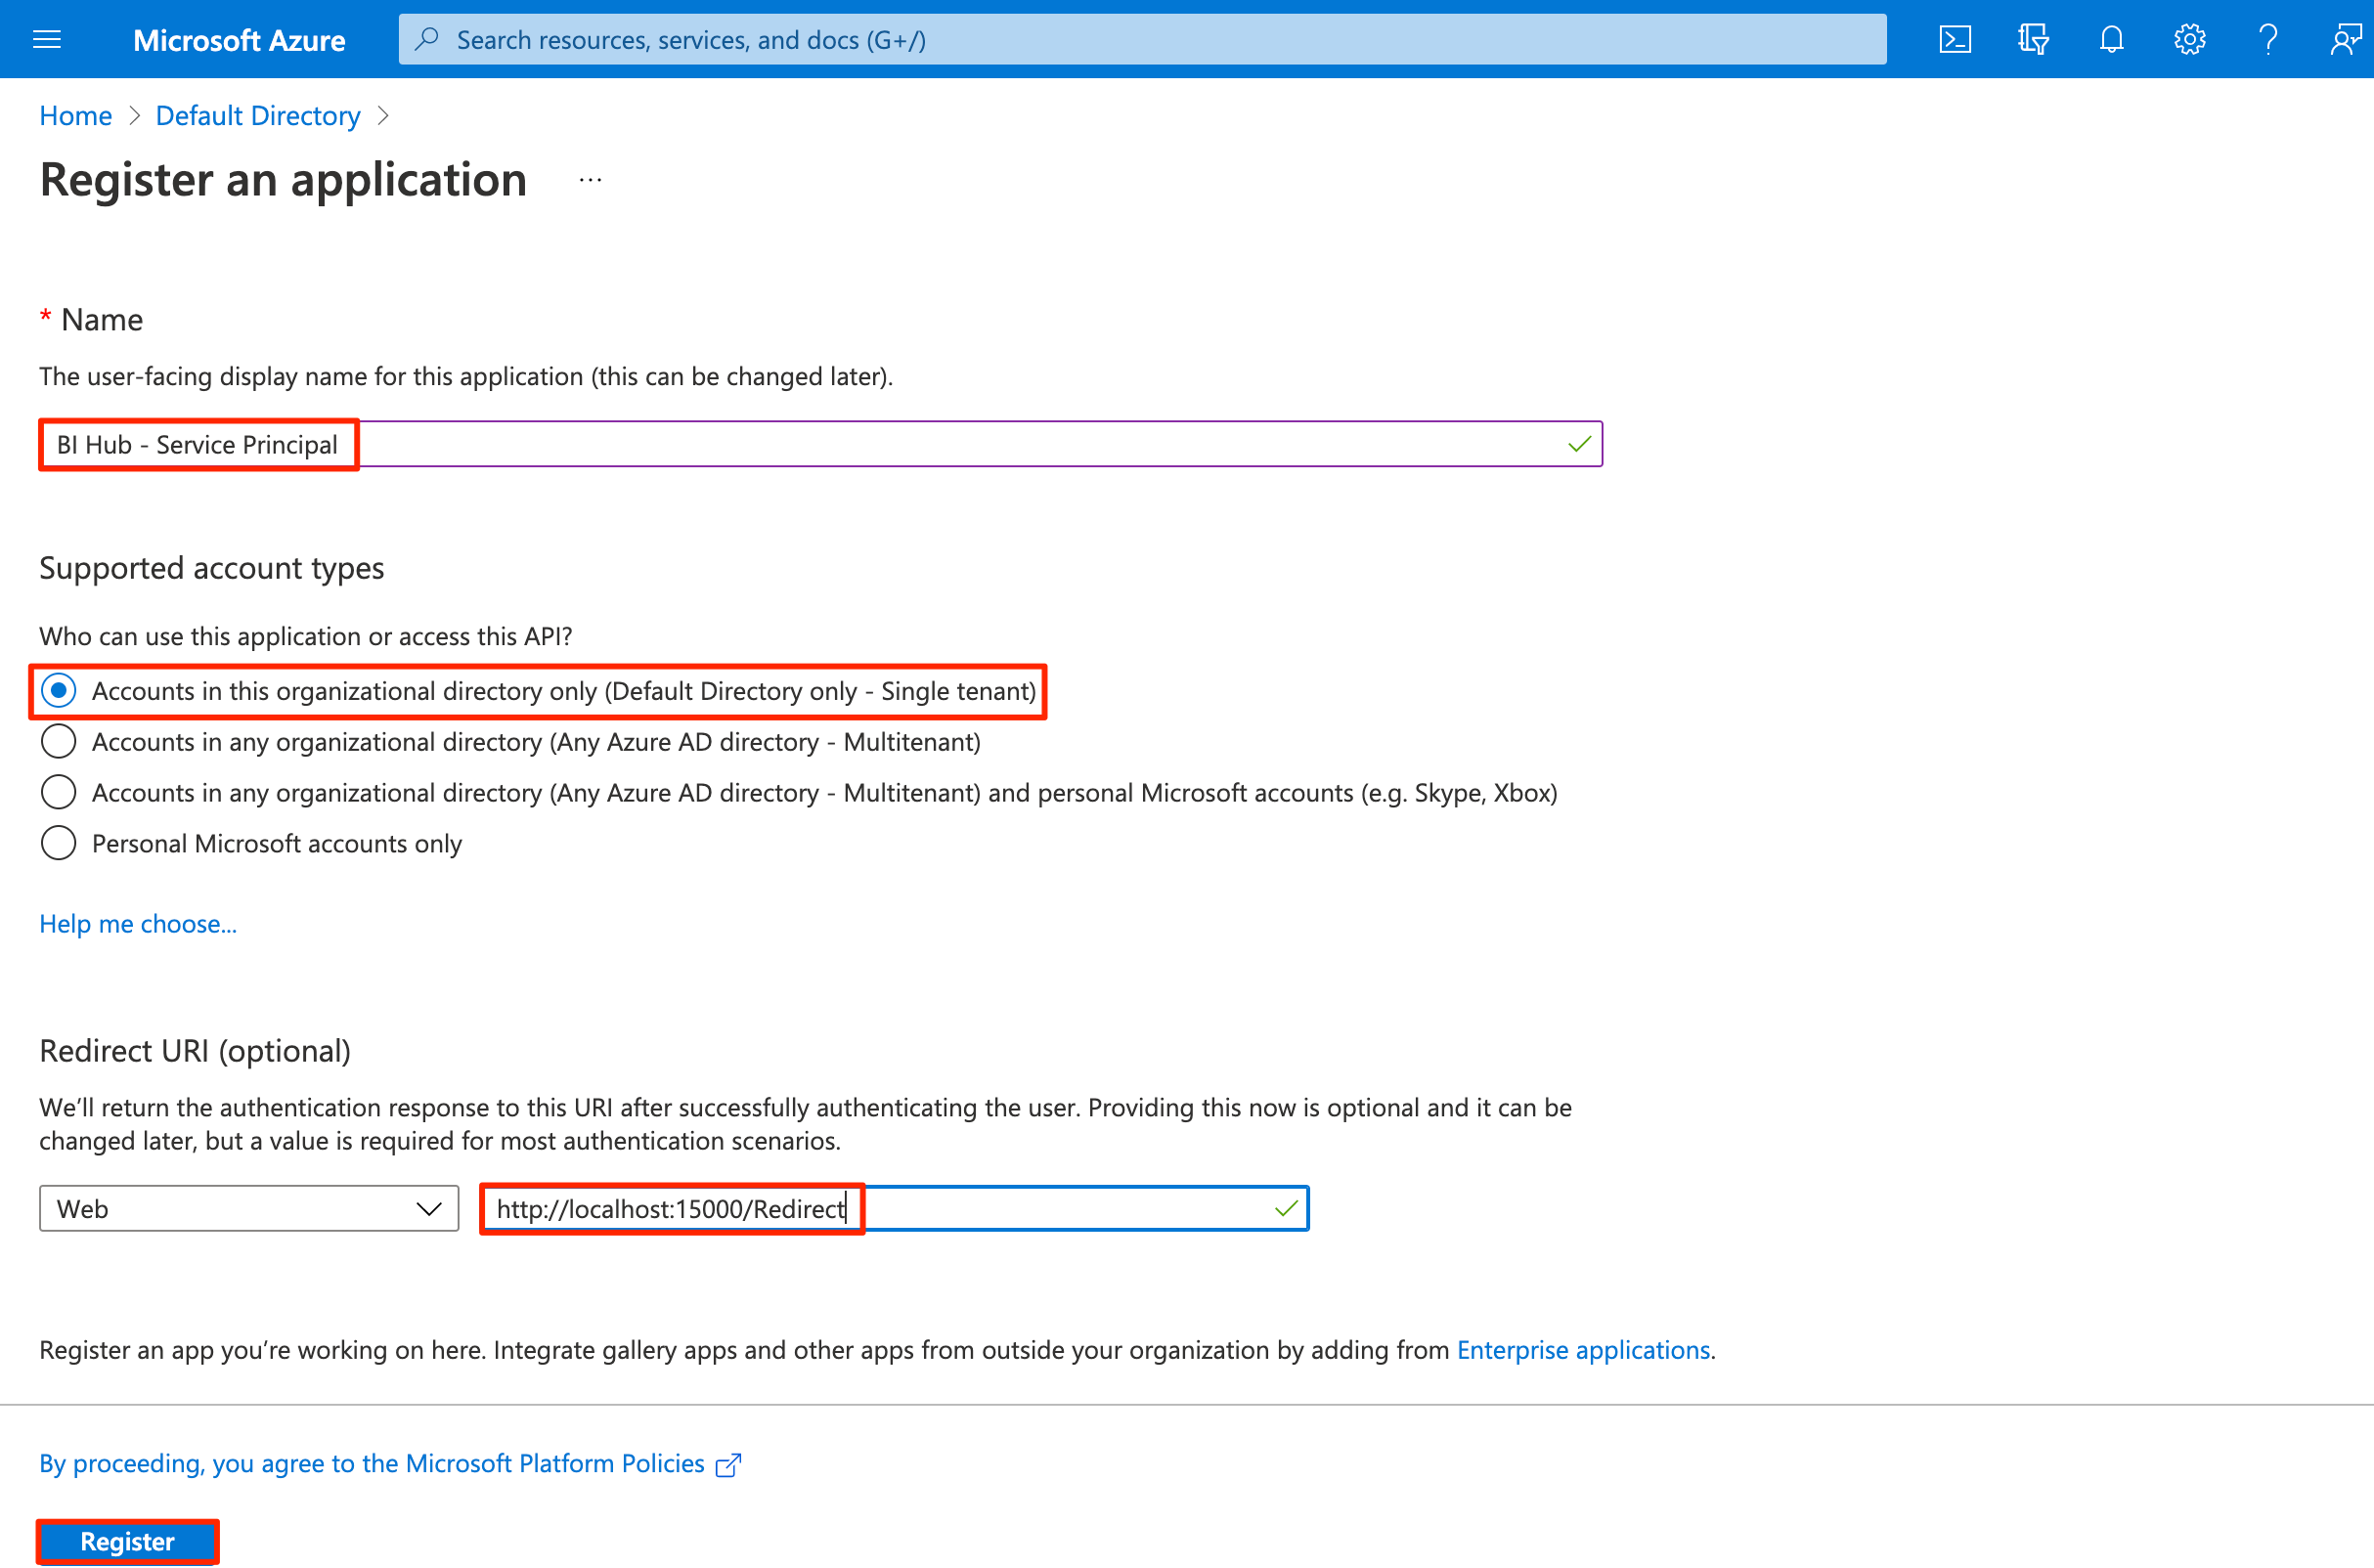 Microsoft Azure
Search resources, services, and docs (G+/)
Home > Default Directory >
Register an application ...
* Name
The user-facing display name for this application (this can be changed later).
BI Hub - Service Principal
Supported account types
Who can use this application or access this API?
Accounts in this organizational directory only (Default Directory only - Single tenant)
Accounts in any organizational directory (Any Azure AD directory - Multitenant)
Accounts in any organizational directory (Any Azure AD directory - Multitenant) and personal Microsoft accounts (e.g. Skype, Xbox)
Personal Microsoft accounts only
Help me choose...
Redirect URI (optional)
We’ll return the authentication response to this URI after successfully authenticating the user. Providing this now is optional and it can be
changed later, but a value is required for most authentication scenarios.
Web
http://localhost:15000/Redirect
Register an app you’re working on here. Integrate gallery apps and other apps from outside your organization by adding from Enterprise applications.
By proceeding, you agree to the Microsoft Platform Policies
Register